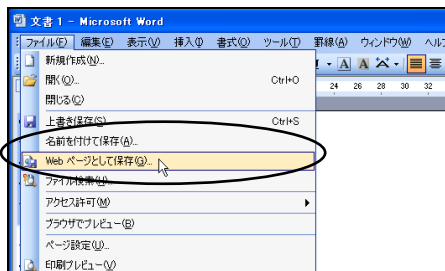 文書 1 - Microsoft Word
ファイル(F) 編集(E) 表示(V) 挿入(I) 書式(O) ツール(T) 罫線(A) ウィンドウ(W) ヘル
新規作成(N)...
開く(O)... Ctrl+O
閉じる(C)
24 26 28 30 32
上書き保存(S) Ctrl+S
名前を付けて保存(A)...
Web ページとして保存(G)...
ファイル検索(H)...
アクセス許可(M)
ブラウザでプレビュー(B)
ページ設定(U)...
印刷プレビュー(V)